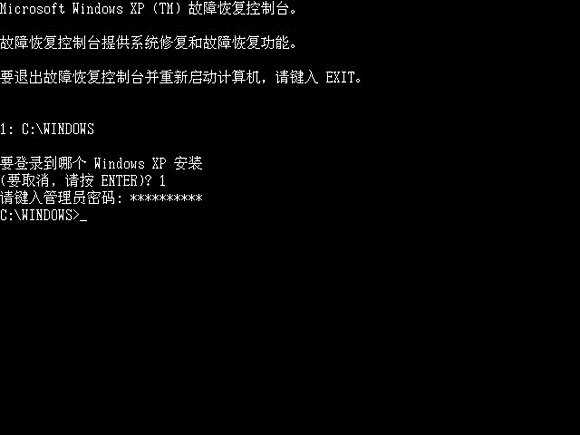 Microsoft Windows XP (TM) 故障恢复控制台。
故障恢复控制台提供系统修复和故障恢复功能。
要退出故障恢复控制台并重新启动计算机，请键入 EXIT。
1: C:\WINDOWS
要登录到哪个 Windows XP 安装
(要取消，请按 ENTER)? 1
请键入管理员密码: **********
C:\WINDOWS>_